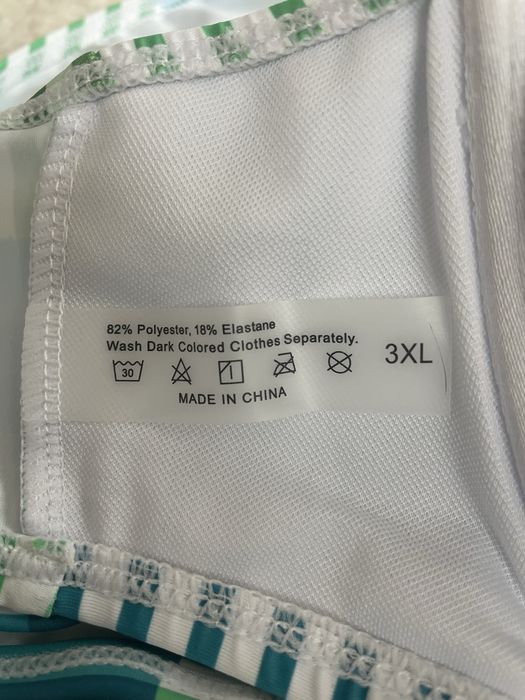 82% Polyester, 18% Elastane
Wash Dark Colored Clothes Separately.
30
3XL
MADE IN CHINA